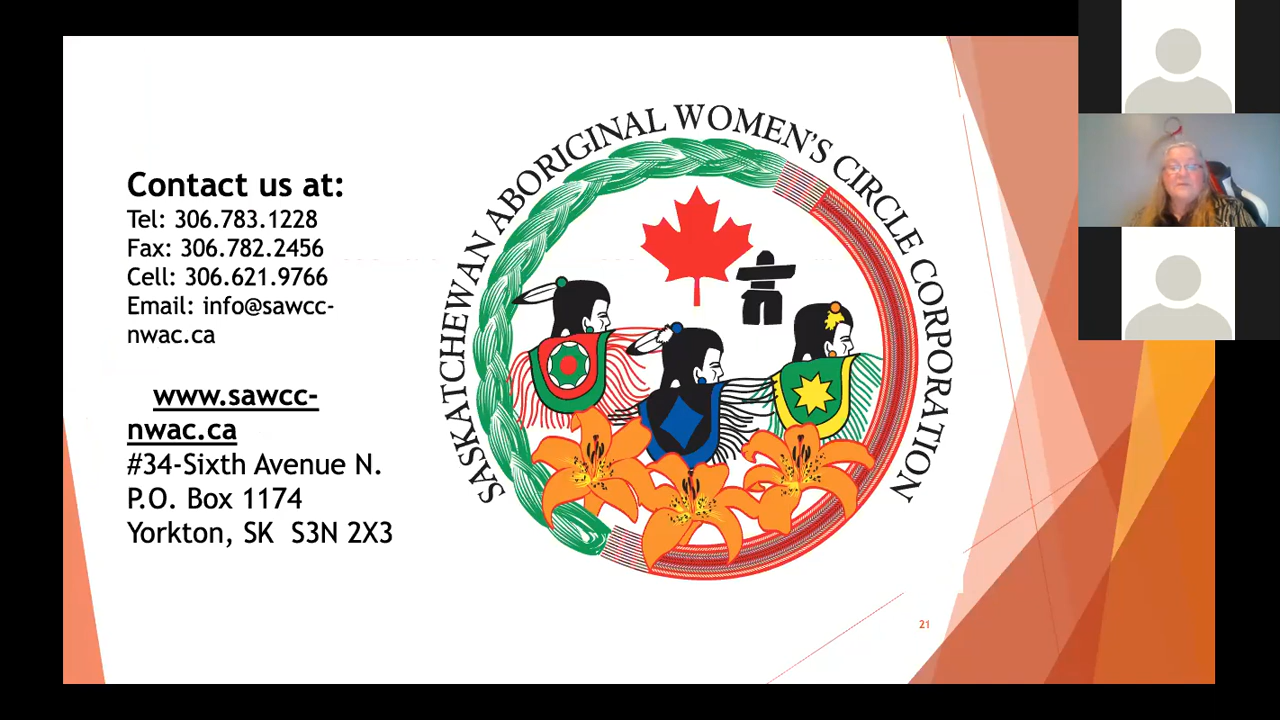 Contact us at:
Tel: 306.783.1228
Fax: 306.782.2456
Cell: 306.621.9766
Email: info@sawcc-
nwac.ca
www.sawcc-
nwac.ca
#34-Sixth Avenue N.
P.O. Box 1174
Yorkton, SK  S3N 2X3
SASKATCHEWAN ABORIGINAL WOMEN'S CIRCLE CORPORATION
21